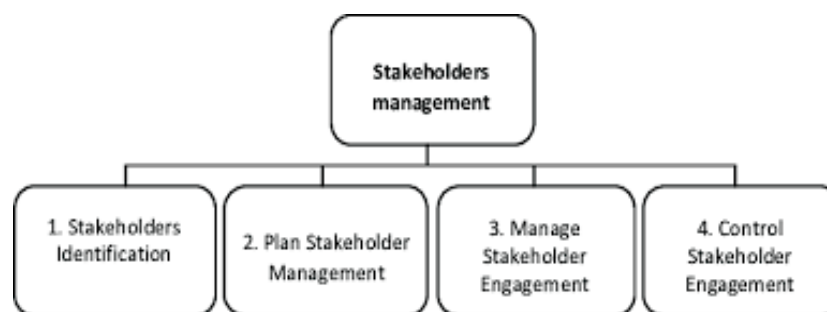 Stakeholders
management
1. Stakeholders
Identification
2. Plan Stakeholder
Management
3. Manage
Stakeholder
Engagement
4. Control
Stakeholder
Engagement